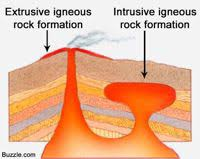 Extrusive igneous
rock formation
Intrusive igneous
rock formation
Buzzle.com